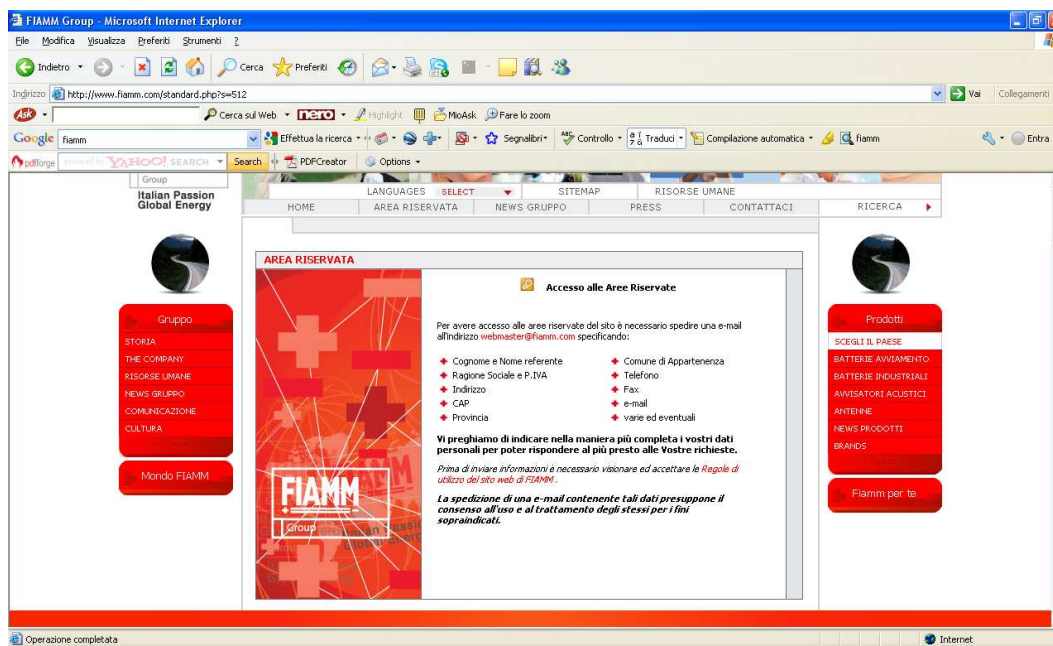 FIAMM Group - Microsoft Internet Explorer
File Modifica Visualizza Preferiti Strumenti ?
Indietro Cerca Preferiti
Indirizzo http://www.fiamm.com/standard.php?s=512 Vai Collegamenti
Ask Cerca sul Web nero Highlight MioAsk Fare lo zoom
Google fiamm Effettua la ricerca Segnalibri Controllo Traduci Compilazione automatica fiamm Entra
pdfforge powered by YAHOO! SEARCH Search PDFCreator Options
Group
Italian Passion
Global Energy
LANGUAGES SELECT SITEMAP RISORSE UMANE
HOME AREA RISERVATA NEWS GRUPPO PRESS CONTATTACI RICERCA
Gruppo
STORIA
THE COMPANY
RISORSE UMANE
NEWS GRUPPO
COMUNICAZIONE
CULTURA
Mondo FIAMM
AREA RISERVATA
FIAMM
Group
Accesso alle Aree Riservate
Per avere accesso alle aree riservate del sito è necessario spedire una e-mail
all'indirizzo webmaster@fiamm.com specificando:
Cognome e Nome referente
Ragione Sociale e P.IVA
Indirizzo
CAP
Provincia
Comune di Appartenenza
Telefono
Fax
e-mail
varie ed eventuali
Vi preghiamo di indicare nella maniera più completa i vostri dati
personali per poter rispondere al più presto alle Vostre richieste.
Prima di inviare informazioni è necessario visionare ed accettare le Regole di
utilizzo del sito web di FIAMM .
La spedizione di una e-mail contenente tali dati presuppone il
consenso all'uso e al trattamento degli stessi per i fini
sopraindicati.
Prodotti
SCEGLI IL PAESE
BATTERIE AVVIAMENTO
BATTERIE INDUSTRIALI
AVVISATORI ACUSTICI
ANTENNE
NEWS PRODOTTI
BRANDS
Fiamm per te
Operazione completata Internet